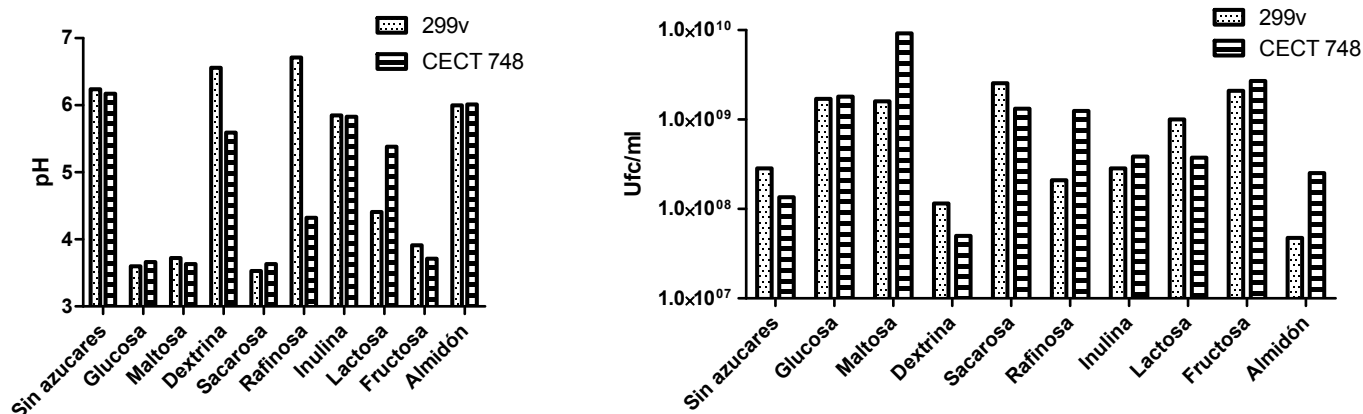 299v
CECT 748
7
6
5
4
3
pH
Sin azucares
Glucosa
Maltosa
Dextrina
Sacarosa
Rafinosa
Inulina
Lactosa
Fructosa
Almidón
299v
CECT 748
1.0×10¹⁰
1.0×10⁰⁹
1.0×10⁰⁸
1.0×10⁰⁷
Ufc/ml
Sin azucares
Glucosa
Maltosa
Dextrina
Sacarosa
Rafinosa
Inulina
Lactosa
Fructosa
Almidón